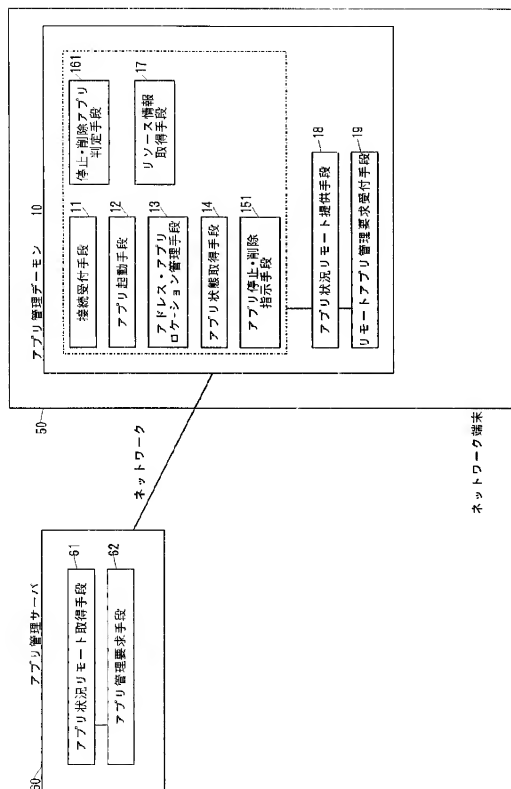 アプリ管理サーバ
60
アプリ状況リモート取得手段
61
アプリ管理要求手段
62
ネットワーク
50
アプリ管理デーモン
10
接続受付手段
11
アプリ起動手段
12
アドレス・アプリ
ロケーション管理手段
13
アプリ状態取得手段
14
アプリ停止・削除
指示手段
151
停止・削除アプリ
判定手段
161
リソース情報
取得手段
17
アプリ状況リモート提供手段
18
リモートアプリ管理要求受付手段
19
ネットワーク端末